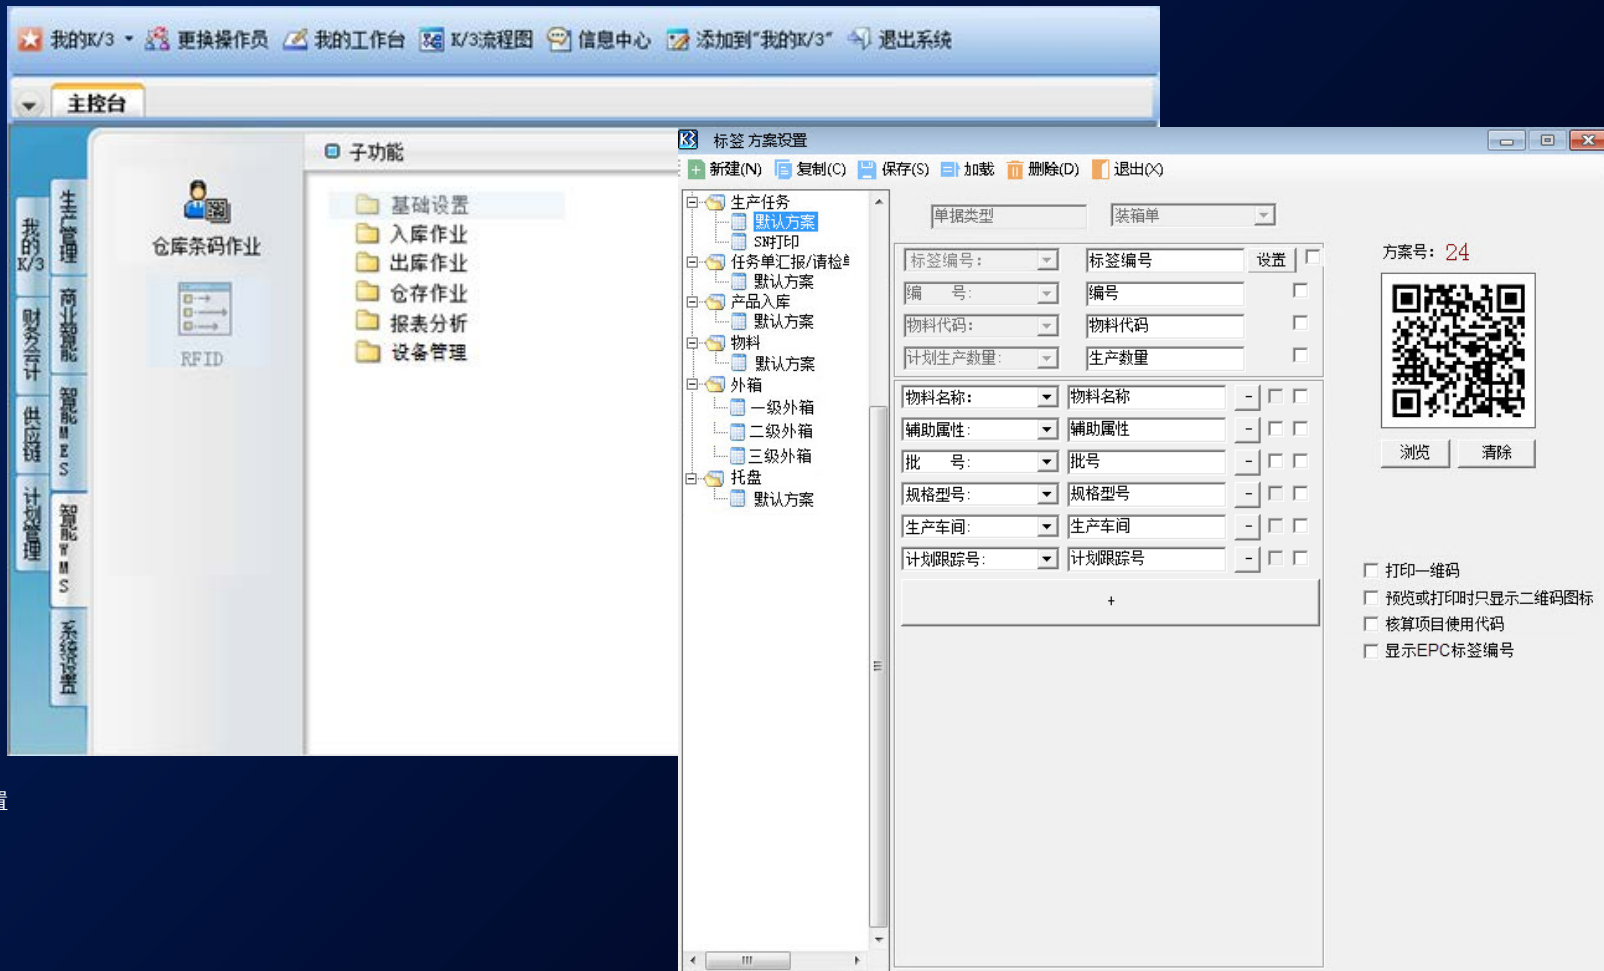 我的K/3 更换操作员 我的工作台 K/3流程图 信息中心 添加到"我的K/3" 退出系统
主控台
我的K/3
财务会计
供应链
计划管理
生产管理
商业智能
智能MES
智能WMS
系统设置
仓库条码作业
RFID
子功能
基础设置
入库作业
出库作业
仓存作业
报表分析
设备管理
置
K3 标签 方案设置
新建(N) 复制(C) 保存(S) 加载 删除(D) 退出(X)
生产任务
默认方案
SN打印
任务单汇报/请检单
默认方案
产品入库
默认方案
物料
默认方案
外箱
一级外箱
二级外箱
三级外箱
托盘
默认方案
单据类型 装箱单
标签编号: 标签编号 设置
编 号: 编号
物料代码: 物料代码
计划生产数量: 生产数量
物料名称: 物料名称 -
辅助属性: 辅助属性 -
批 号: 批号 -
规格型号: 规格型号 -
生产车间: 生产车间 -
计划跟踪号: 计划跟踪号 -
+
方案号: 24
浏览 清除
打印一维码
预览或打印时只显示二维码图标
核算项目使用代码
显示EPC标签编号